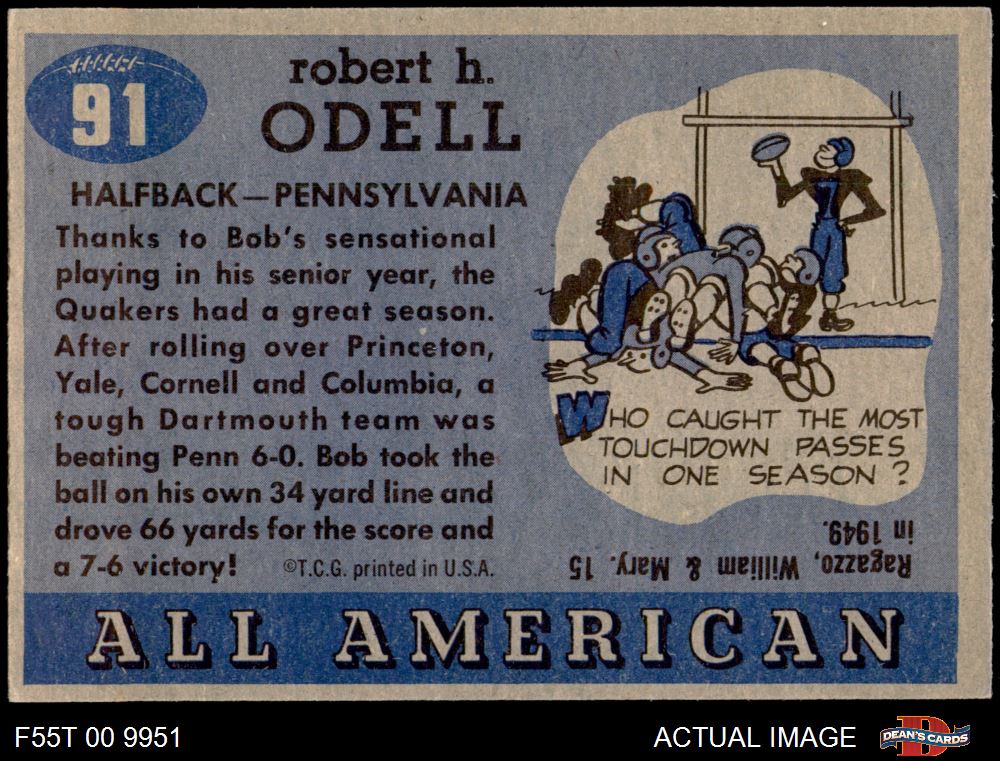 91
robert h.
ODELL
HALFBACK—PENNSYLVANIA
Thanks to Bob's sensational
playing in his senior year, the
Quakers had a great season.
After rolling over Princeton,
Yale, Cornell and Columbia, a
tough Dartmouth team was
beating Penn 6-0. Bob took the
ball on his own 34 yard line and
drove 66 yards for the score and
a 7-6 victory! ©T.C.G. printed in U.S.A.
WHO CAUGHT THE MOST
TOUCHDOWN PASSES
IN ONE SEASON?
Ragazzo, William & Mary. 15
in 1949.
ALL AMERICAN
F55T 00 9951
ACTUAL IMAGE
D
DEAN'S CARDS